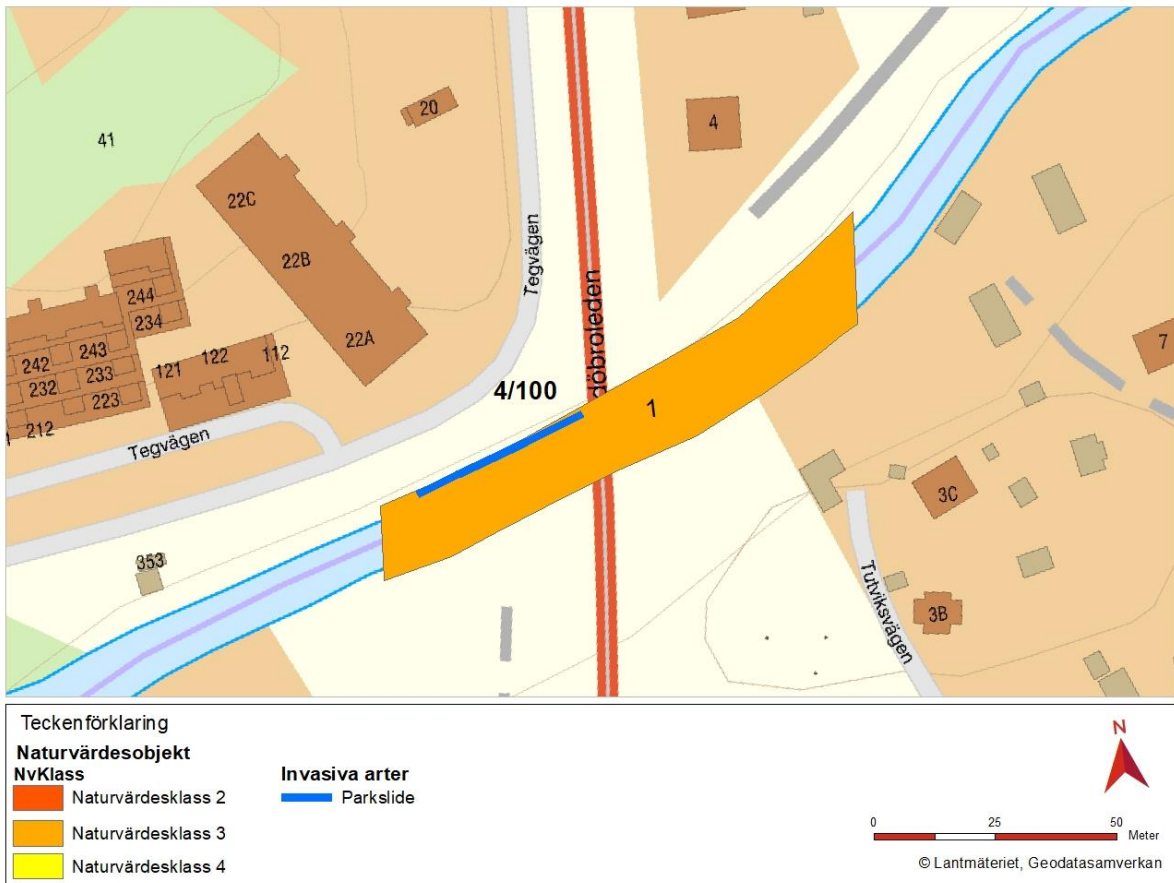 41
20
4
22C
22B
22A
Tegvägen
döbroleden
244
234
242
243
232
233
223
212
121
122
112
Tegvägen
4/100
1
7
3C
353
3B
Tutviksvägen
Teckenförklaring
Naturvärdesobjekt
NvKlass
Naturvärdesklass 2
Naturvärdesklass 3
Naturvärdesklass 4
Invasiva arter
Parkslide
N
0 25 50
Meter
© Lantmäteriet, Geodatasamverkan